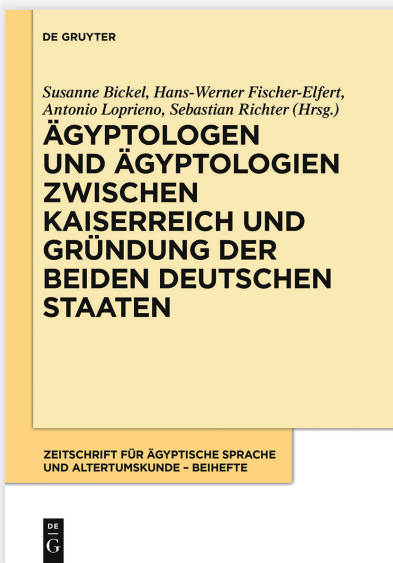 DE GRUYTER
Susanne Bickel, Hans-Werner Fischer-Elfert,
Antonio Loprieno, Sebastian Richter (Hrsg.)
ÄGYPTOLOGEN
UND ÄGYPTOLOGIEN
ZWISCHEN
KAISERREICH UND
GRÜNDUNG DER
BEIDEN DEUTSCHEN
STAATEN
ZEITSCHRIFT FÜR ÄGYPTISCHE SPRACHE
UND ALTERTUMSKUNDE – BEIHEFTE
DE
G